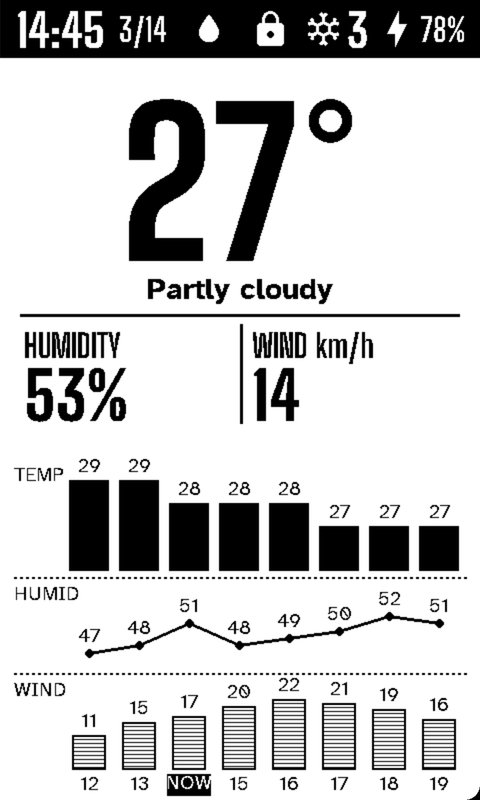 14:45 3/14 3 78%
27°
Partly cloudy
HUMIDITY WIND km/h
53% 14
TEMP 29 29 28 28 28 27 27 27
HUMID 47 48 51 48 49 50 52 51
WIND 11 15 17 20 22 21 19 16
12 13 NOW 15 16 17 18 19